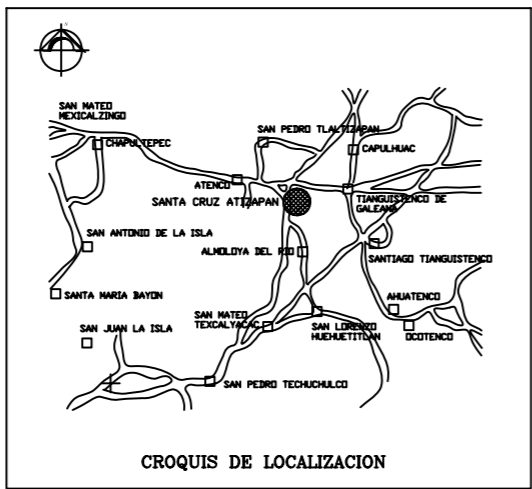 N
SAN MATEO
MEXICALZINGO
CHAPULTEPEC
SAN PEDRO TLALTIZAPAN
CAPULHUAC
ATENCO
SANTA CRUZ ATIZAPAN
TIANGUISTENCO DE
GALEANA
SAN ANTONIO DE LA ISLA
ALMOLOYA DEL RIO
SANTIAGO TIANGUISTENCO
SANTA MARIA BAYON
AHUATENCO
SAN MATEO
TEXCALYACAC
SAN LORENZO
HUEHUETITLAN
OCOTENCO
SAN JUAN LA ISLA
SAN PEDRO TECHUCHULCO
CROQUIS DE LOCALIZACION